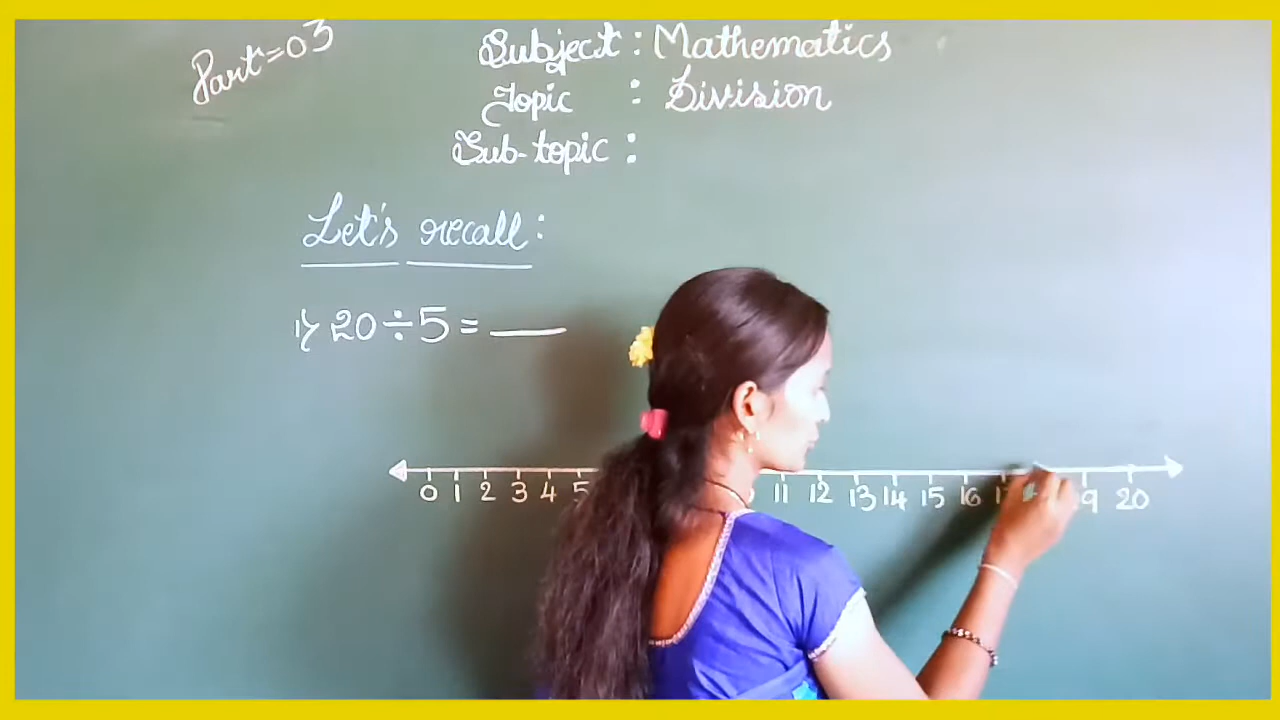 Part=03
Subject : Mathematics
Topic : Division
Sub-topic :
Let's recall:
1) 20÷5=___
0 1 2 3 4 5 11 12 13 14 15 16 20